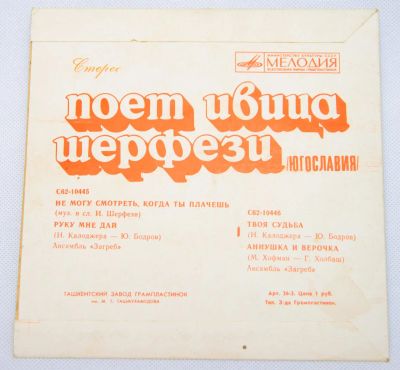 Стерео
МИНИСТЕРСТВО КУЛЬТУРЫ СССР
МЕЛОДИЯ
ВСЕСОЮЗНАЯ ФИРМА ГРАМПЛАСТИНОК
поет ивица
шерфези
(ЮГОСЛАВИЯ)
С62-10445
НЕ МОГУ СМОТРЕТЬ, КОГДА ТЫ ПЛАЧЕШЬ
(муз. и сл. И. Шерфези)
РУКУ МНЕ ДАЙ
(Н. Калоджера — Ю. Бодров)
Ансамбль «Загреб»
С62-10446
ТВОЯ СУДЬБА
(Н. Калоджера — Ю. Бодров)
АННУШКА И ВЕРОЧКА
(М. Хофман — Г. Холбаш)
Ансамбль «Загреб»
ТАШКЕНТСКИЙ ЗАВОД ГРАМПЛАСТИНОК
им. М. Т. ТАШМУХАМЕДОВА
Арт. 36-3. Цена 1 руб.
Тип. З-да Грампластинок.